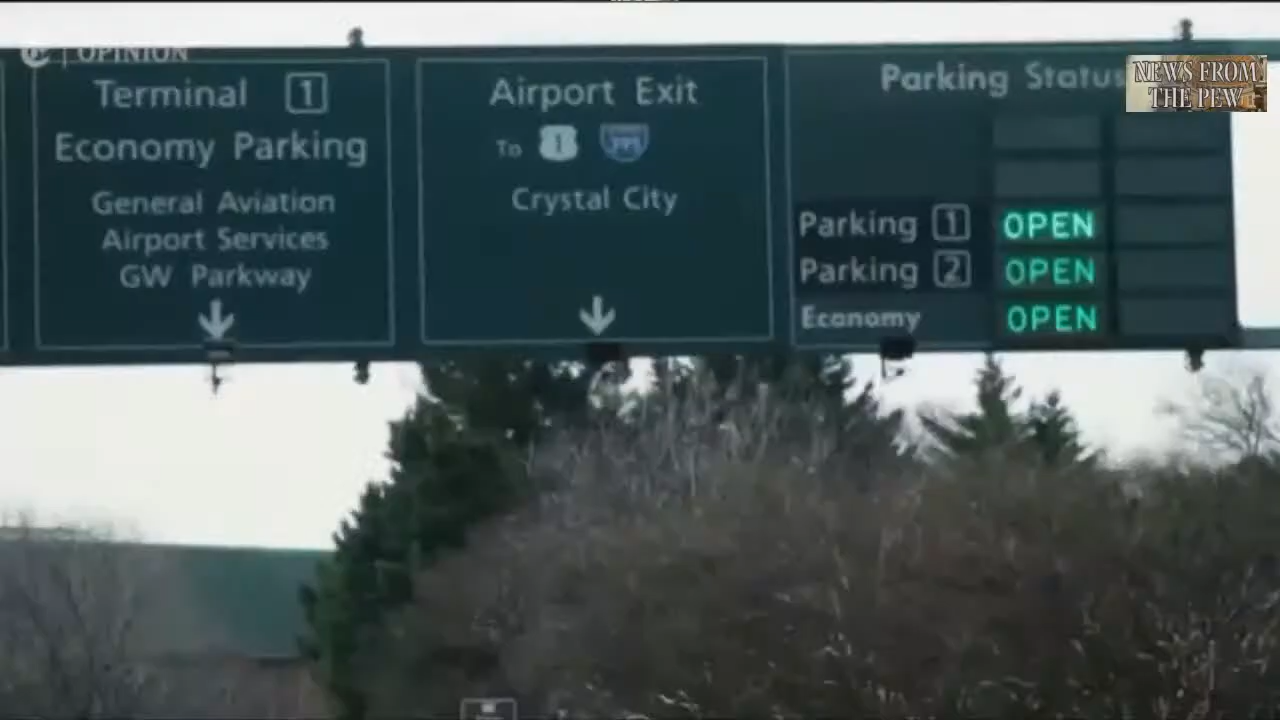 OPINION
NEWS FROM
THE PEW
Terminal 1
Economy Parking
General Aviation
Airport Services
GW Parkway
Airport Exit
To 1 395
Crystal City
Parking Status
Parking 1 OPEN
Parking 2 OPEN
Economy OPEN